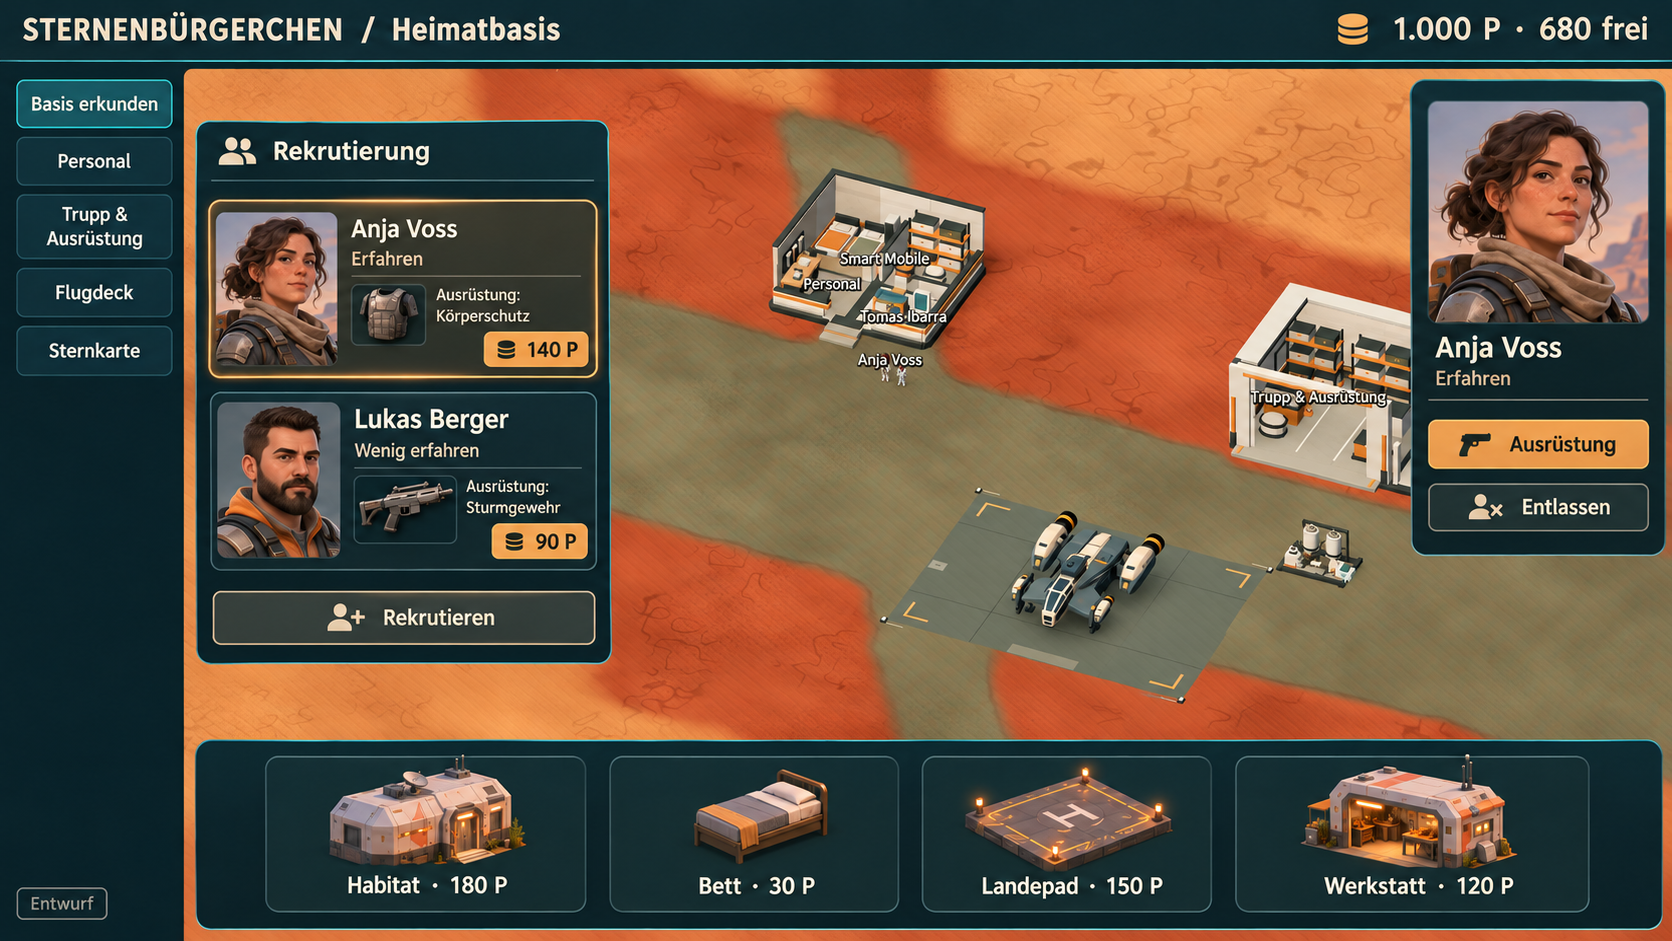 STERNENBÜRGERCHEN / Heimatbasis
1.000 P · 680 frei
Basis erkunden
Personal
Trupp &
Ausrüstung
Flugdeck
Sternkarte
Entwurf
Rekrutierung
Anja Voss
Erfahren
Ausrüstung:
Körperschutz
140 P
Lukas Berger
Wenig erfahren
Ausrüstung:
Sturmgewehr
90 P
Rekrutieren
Smart Mobile
Personal
Tomas Ibarra
Anja Voss
Trupp & Ausrüstung
H
Anja Voss
Erfahren
Ausrüstung
Entlassen
Habitat · 180 P
Bett · 30 P
Landepad · 150 P
Werkstatt · 120 P